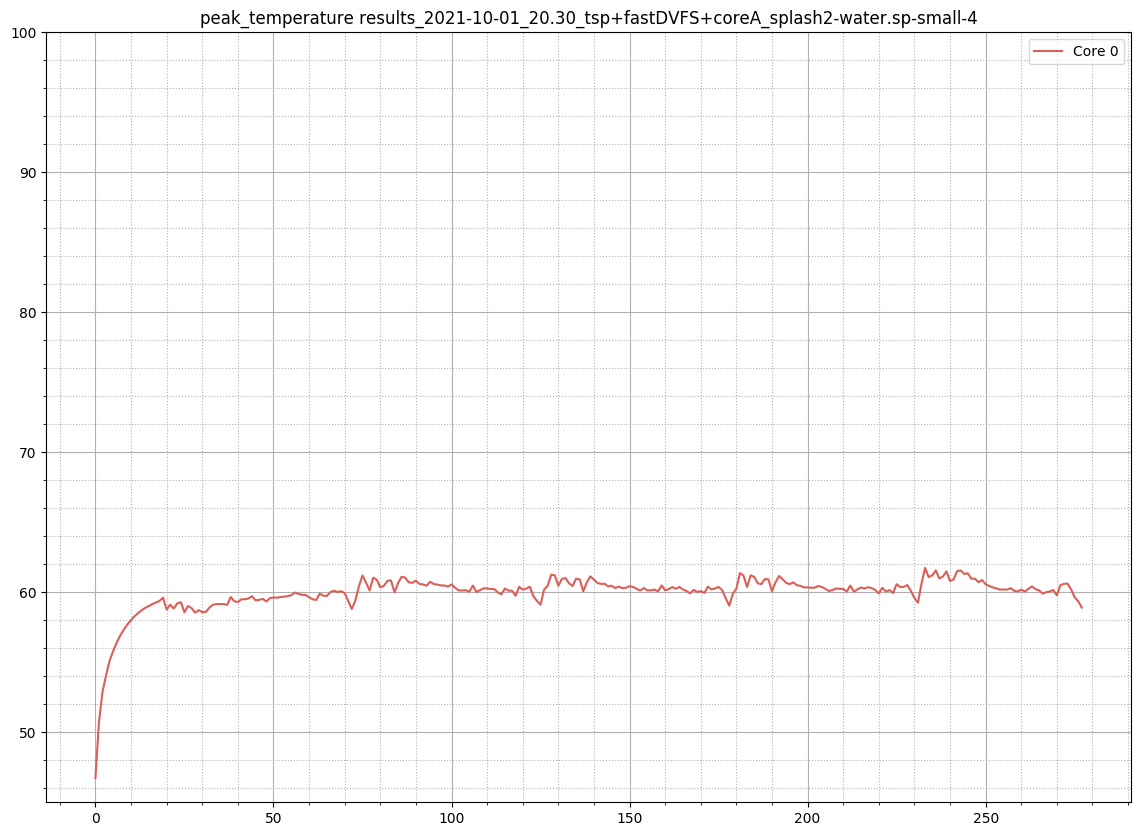 peak_temperature results_2021-10-01_20.30_tsp+fastDVFS+coreA_splash2-water.sp-small-4
Core 0
100
90
80
70
60
50
0 50 100 150 200 250